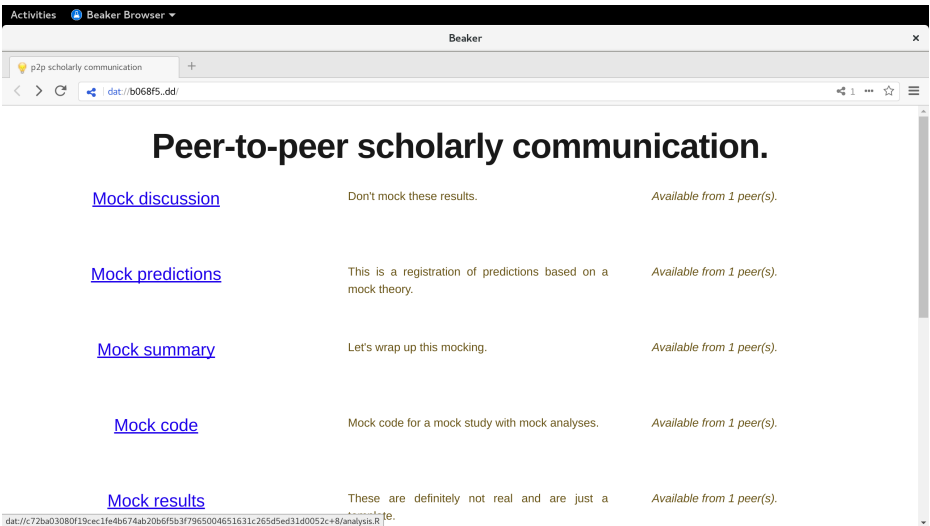 Activities Beaker Browser
Beaker
p2p scholarly communication
dat://b068f5..dd/ 1
Peer-to-peer scholarly communication.
Mock discussion Don't mock these results. Available from 1 peer(s).
Mock predictions This is a registration of predictions based on a Available from 1 peer(s).
mock theory.
Mock summary Let's wrap up this mocking. Available from 1 peer(s).
Mock code Mock code for a mock study with mock analyses. Available from 1 peer(s).
Mock results These are definitely not real and are just a Available from 1 peer(s).
template.
dat://c72ba03080f19cec1fe4b674ab20b6f5b3f7965004651631c265d5ed31d0052c+8/analysis.R